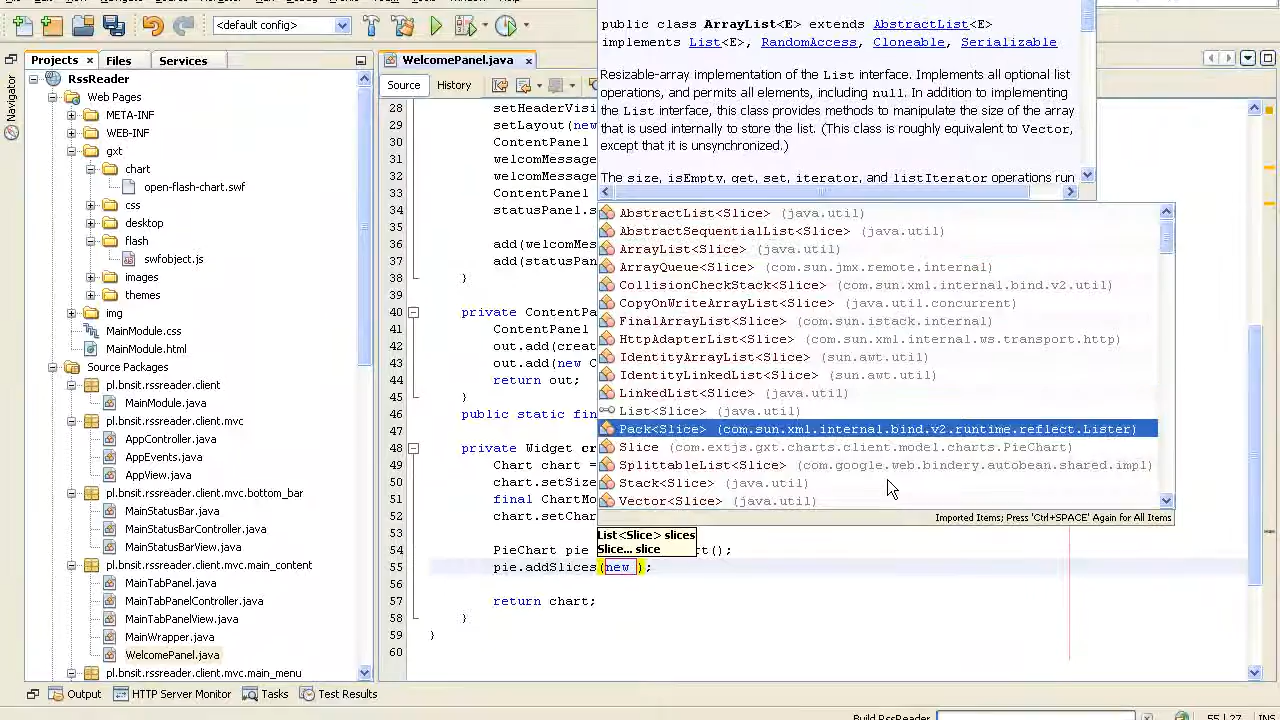 <default config>
Projects
Files
Services
RssReader
Web Pages
META-INF
WEB-INF
gxt
chart
open-flash-chart.swf
css
desktop
flash
swfobject.js
images
themes
img
MainModule.css
MainModule.html
Source Packages
pl.bnsit.rssreader.client
MainModule.java
pl.bnsit.rssreader.client.mvc
AppController.java
AppEvents.java
AppView.java
pl.bnsit.rssreader.client.mvc.bottom_bar
MainStatusBar.java
MainStatusBarController.java
MainStatusBarView.java
pl.bnsit.rssreader.client.mvc.main_content
MainTabPanel.java
MainTabPanelController.java
MainTabPanelView.java
MainWrapper.java
WelcomePanel.java
pl.bnsit.rssreader.client.mvc.main_menu
Navigator
WelcomePanel.java
Source History
28 setHeaderVisi
29 setLayout(new
30 ContentPanel
31 welcomMessage
32 welcomMessage
33 ContentPanel
34 statusPanel.s
35
36 add(welcomMes
37 add(statusPan
38 }
39
40 private ContentPa
41 ContentPanel
42 out.add(creat
43 out.add(new C
44 return out;
45 }
46 public static fin
47
48 private Widget cr
49 Chart chart =
50 chart.setSize
51 final ChartMo
52 chart.setChar
53
54 PieChart pie t();
55 pie.addSlices(new );
56
57 return chart;
58 }
59 }
60
public class ArrayList<E> extends AbstractList<E>
implements List<E>, RandomAccess, Cloneable, Serializable
Resizable-array implementation of the List interface. Implements all optional list
operations, and permits all elements, including null. In addition to implementing
the List interface, this class provides methods to manipulate the size of the array
that is used internally to store the list. (This class is roughly equivalent to Vector,
except that it is unsynchronized.)
The size, isEmpty, get, set, iterator, and listIterator operations run
AbstractList<Slice> (java.util)
AbstractSequentialList<Slice> (java.util)
ArrayList<Slice> (java.util)
ArrayQueue<Slice> (com.sun.jmx.remote.internal)
CollisionCheckStack<Slice> (com.sun.xml.internal.bind.v2.util)
CopyOnWriteArrayList<Slice> (java.util.concurrent)
FinalArrayList<Slice> (com.sun.istack.internal)
HttpAdapterList<Slice> (com.sun.xml.internal.ws.transport.http)
IdentityArrayList<Slice> (sun.awt.util)
IdentityLinkedList<Slice> (sun.awt.util)
LinkedList<Slice> (java.util)
List<Slice> (java.util)
Pack<Slice> (com.sun.xml.internal.bind.v2.runtime.reflect.Lister)
Slice (com.extjs.gxt.charts.client.model.charts.PieChart)
SplittableList<Slice> (com.google.web.bindery.autobean.shared.impl)
Stack<Slice> (java.util)
Vector<Slice> (java.util)
Imported Items; Press 'Ctrl+SPACE' Again for All Items
List<Slice> slices
Slice... slice
Output
HTTP Server Monitor
Tasks
Test Results
Build RssReader